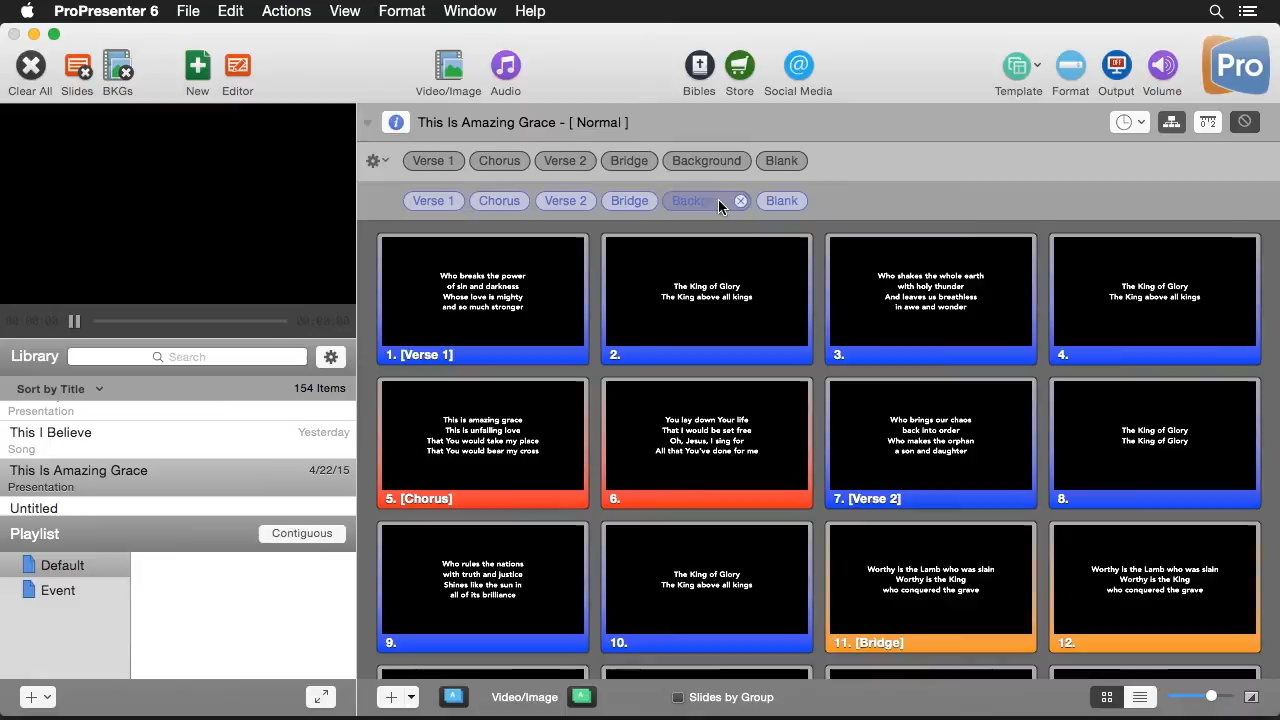 ProPresenter 6 File Edit Actions View Format Window Help
Clear All Slides BKGs New Editor Video/Image Audio Bibles Store Social Media Template Format Output Volume Pro
This Is Amazing Grace - [ Normal ]
Verse 1 Chorus Verse 2 Bridge Background Blank
Verse 1 Chorus Verse 2 Bridge Blank
Who breaks the power
of sin and darkness
Whose love is mighty
and so much stronger
1. [Verse 1]
The King of Glory
The King above all kings
2.
Who shakes the whole earth
with holy thunder
And leaves us breathless
in awe and wonder
3.
The King of Glory
The King above all kings
4.
This is amazing grace
This is unfailing love
That You would take my place
That You would bear my cross
5. [Chorus]
You lay down Your life
That I would be set free
Oh, Jesus, I sing for
All that You've done for me
6.
Who brings our chaos
back into order
Who makes the orphan
a son and daughter
7. [Verse 2]
The King of Glory
The King of Glory
8.
Who rules the nations
with truth and justice
Shines like the sun in
all of its brilliance
9.
The King of Glory
The King above all kings
10.
Worthy is the Lamb who was slain
Worthy is the King
who conquered the grave
11. [Bridge]
Worthy is the Lamb who was slain
Worthy is the King
who conquered the grave
12.
00:00:00 00:00:00
Library Search
Sort by Title 154 Items
Presentation
This I Believe Yesterday
Song
This Is Amazing Grace 4/22/15
Presentation
Untitled
Playlist Contiguous
Default
Event
Video/Image Slides by Group